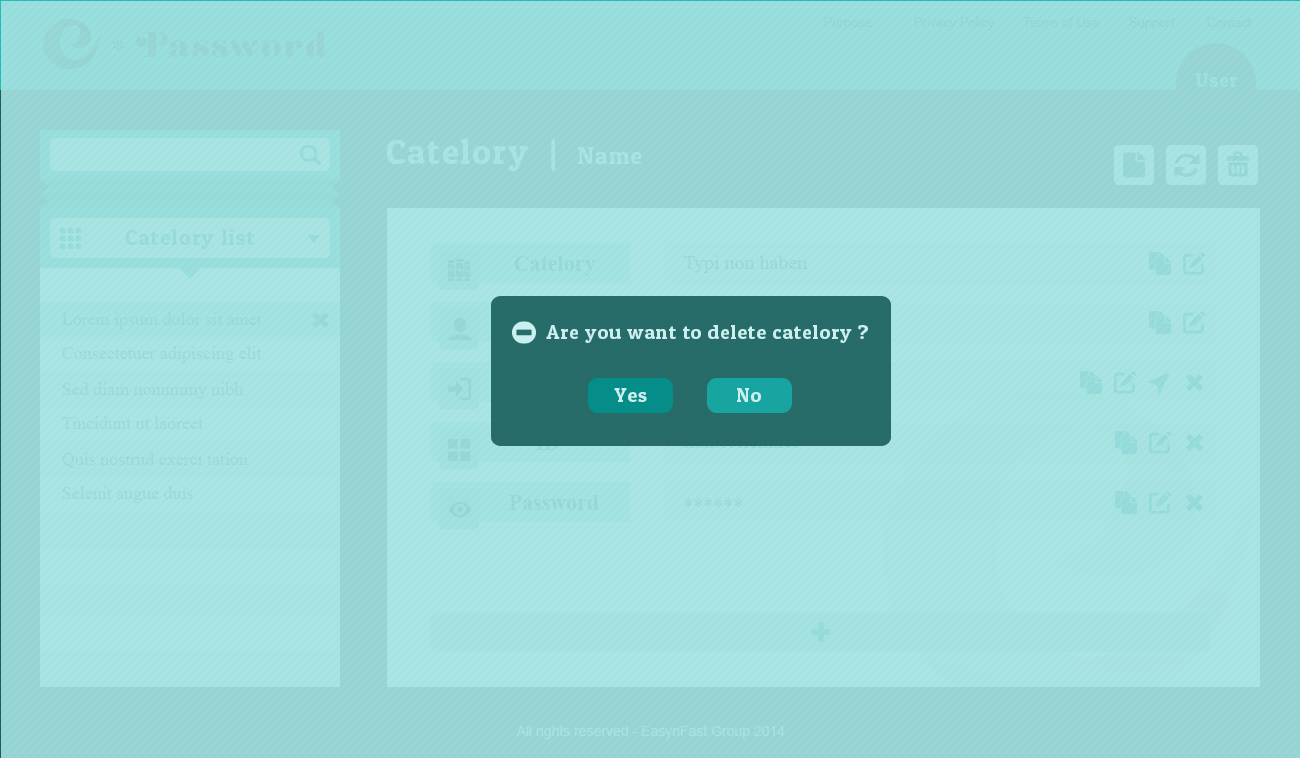 Purpose Privacy Policy Terms of Use Support Contact
e * Password
User
Catelory | Name
Catelory list
Lorem ipsum dolor sit amet
Consectetuer adipiscing elit
Sed diam nonummy nibh
Tincidunt ut laoreet
Quis nostrud exerci tation
Selenit augue duis
Catelory Typi non haben
Are you want to delete catelory ?
Yes No
ID
Password ******
All rights reserved - EasynFast Group 2014